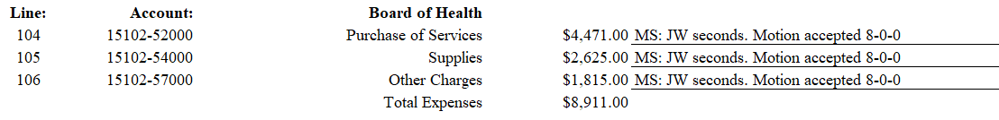 Line: Account: Board of Health
104 15102-52000 Purchase of Services $4,471.00 MS: JW seconds. Motion accepted 8-0-0
105 15102-54000 Supplies $2,625.00 MS: JW seconds. Motion accepted 8-0-0
106 15102-57000 Other Charges $1,815.00 MS: JW seconds. Motion accepted 8-0-0
Total Expenses $8,911.00